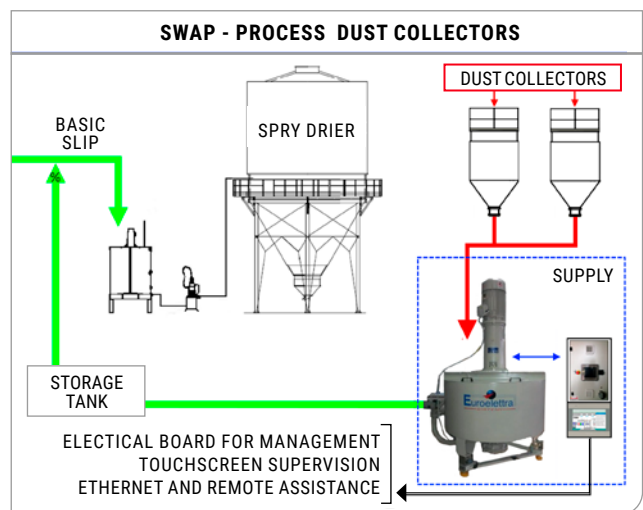 SWAP - PROCESS DUST COLLECTORS
DUST COLLECTORS
BASIC
SLIP
SPRY DRIER
%
SUPPLY
Euroelettra
STORAGE
TANK
ELECTICAL BOARD FOR MANAGEMENT
TOUCHSCREEN SUPERVISION
ETHERNET AND REMOTE ASSISTANCE